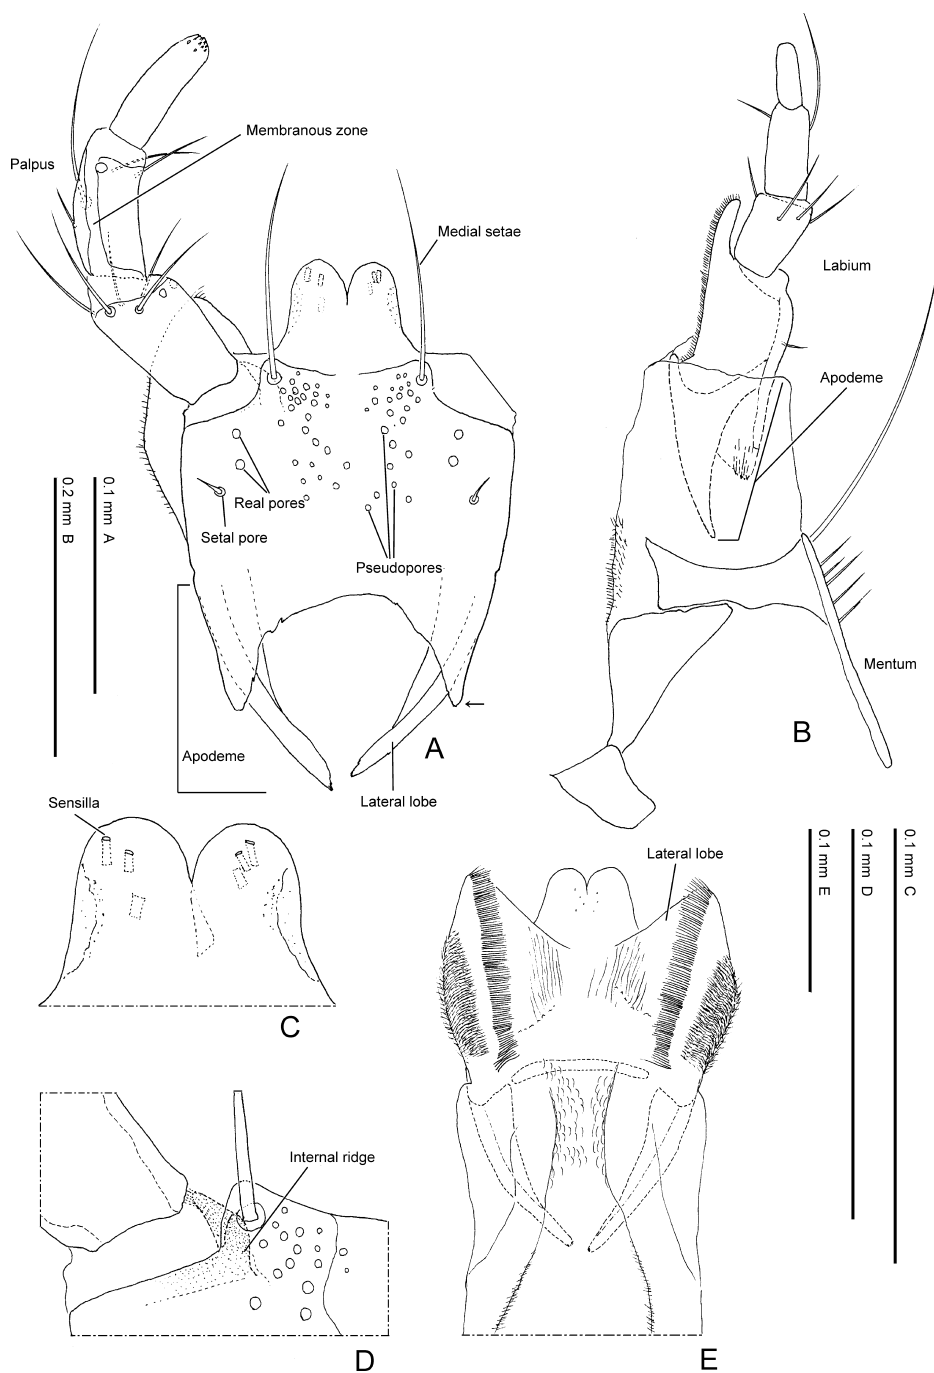 Membranous zone
Palpus
Medial setae
Labium
Apodeme
0.2 mm B
0.1 mm A
Real pores
Setal pore
Pseudopores
Mentum
B
A
Apodeme
Lateral lobe
Sensilla
0.1 mm E
0.1 mm D
0.1 mm C
Lateral lobe
C
Internal ridge
D
E